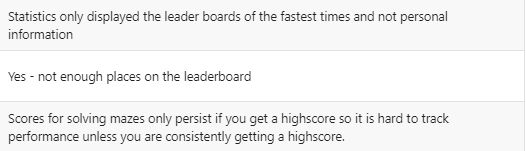 Statistics only displayed the leader boards of the fastest times and not personal
information
Yes - not enough places on the leaderboard
Scores for solving mazes only persist if you get a highscore so it is hard to track
performance unless you are consistently getting a highscore.